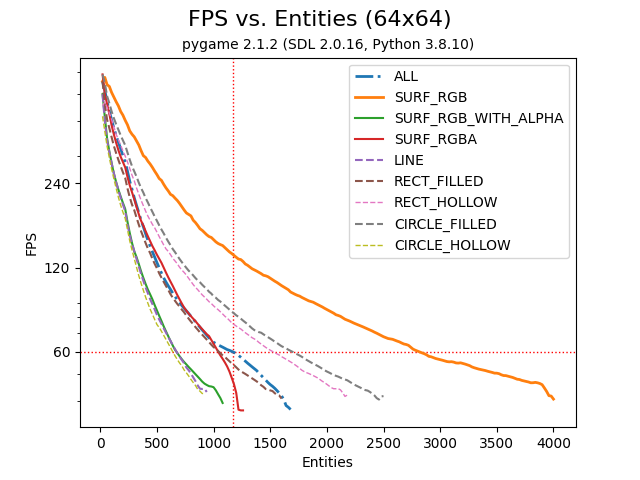 FPS vs. Entities (64x64)
pygame 2.1.2 (SDL 2.0.16, Python 3.8.10)
ALL
SURF_RGB
SURF_RGB_WITH_ALPHA
SURF_RGBA
LINE
RECT_FILLED
RECT_HOLLOW
CIRCLE_FILLED
CIRCLE_HOLLOW
FPS
240
120
60
0 500 1000 1500 2000 2500 3000 3500 4000
Entities